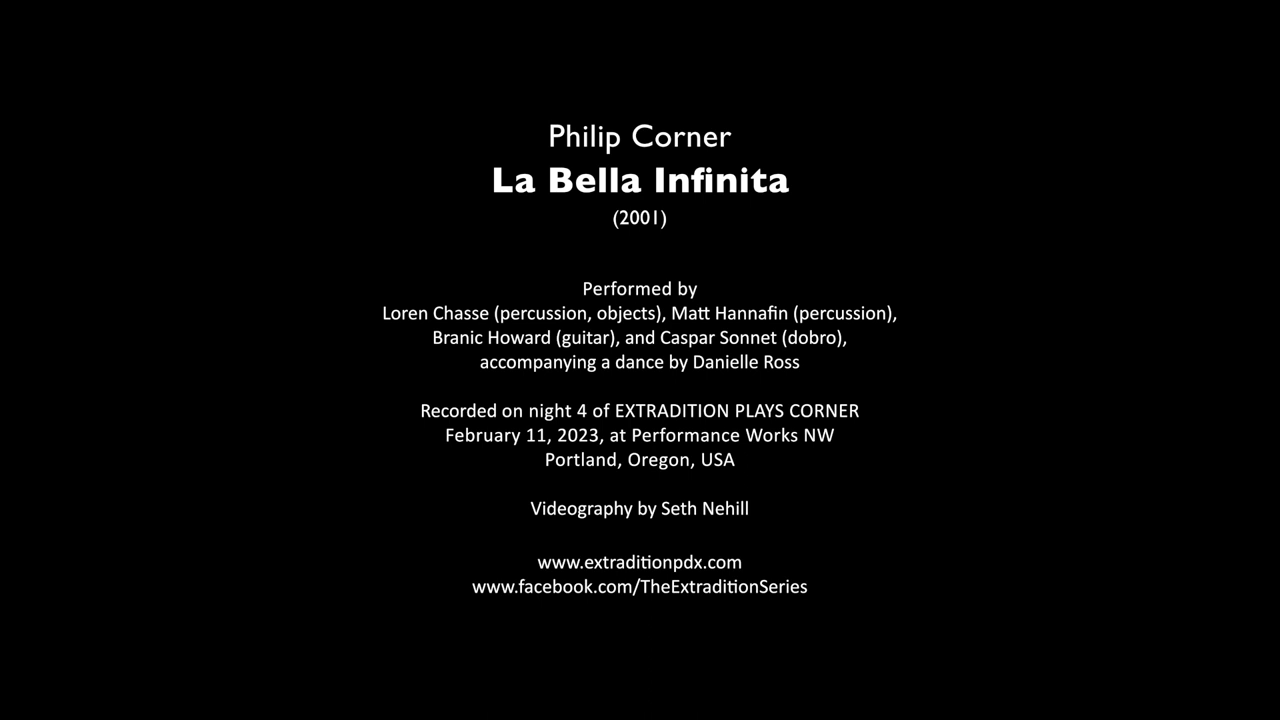 Philip Corner
La Bella Infinita
(2001)
Performed by
Loren Chasse (percussion, objects), Matt Hannafin (percussion),
Branic Howard (guitar), and Caspar Sonnet (dobro),
accompanying a dance by Danielle Ross
Recorded on night 4 of EXTRADITION PLAYS CORNER
February 11, 2023, at Performance Works NW
Portland, Oregon, USA
Videography by Seth Nehill
www.extraditionpdx.com
www.facebook.com/TheExtraditionSeries